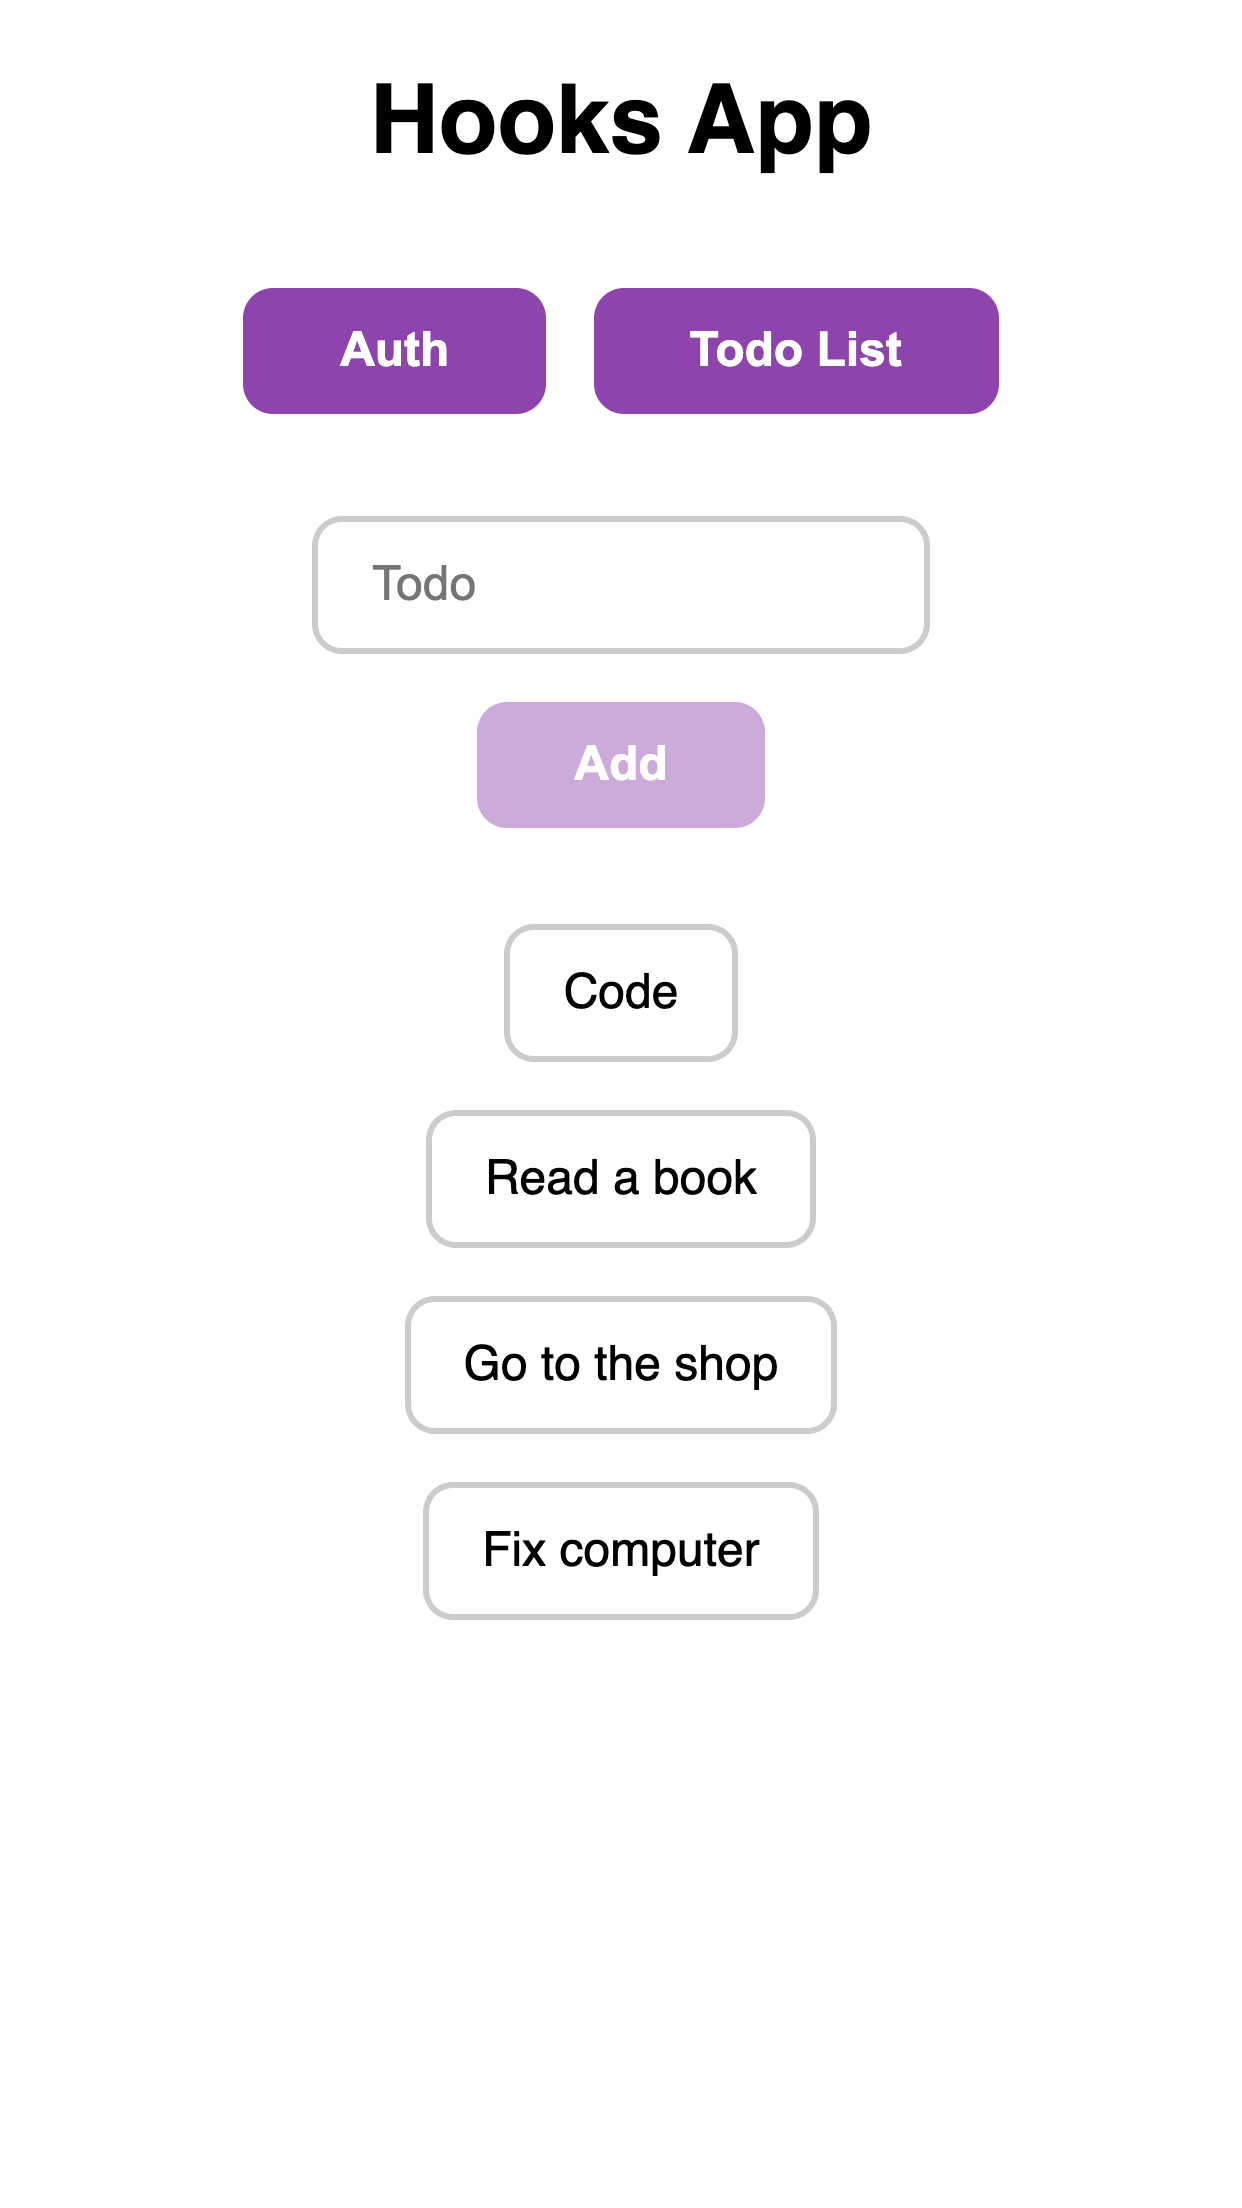 Hooks App
Auth Todo List
Todo
Add
Code
Read a book
Go to the shop
Fix computer